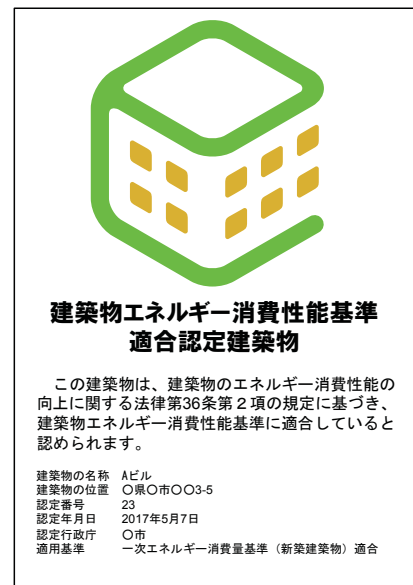 建築物エネルギー消費性能基準
適合認定建築物
この建築物は、建築物のエネルギー消費性能の
向上に関する法律第36条第２項の規定に基づき、
建築物エネルギー消費性能基準に適合していると
認められます。
建築物の名称 Aビル
建築物の位置 〇県〇市〇〇3-5
認定番号 23
認定年月日 2017年5月7日
認定行政庁 〇市
適用基準 一次エネルギー消費量基準（新築建築物）適合